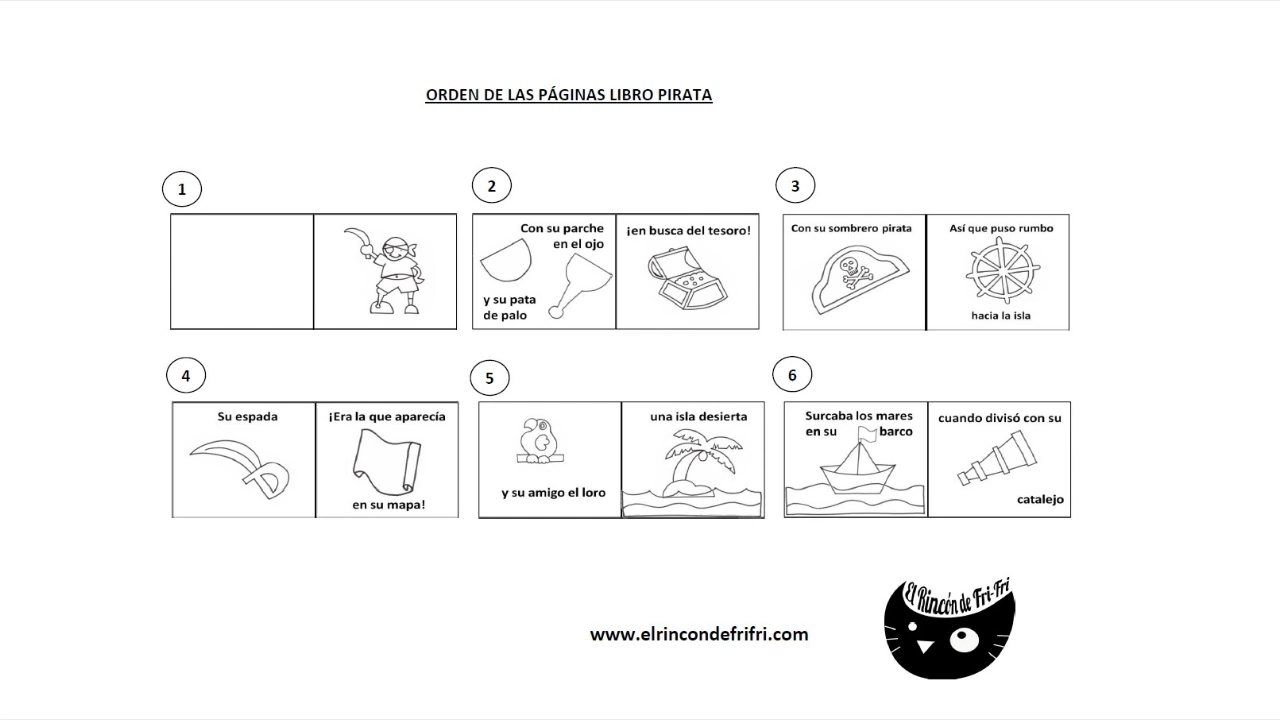 ORDEN DE LAS PÁGINAS LIBRO PIRATA
1
2
Con su parche
en el ojo
y su pata
de palo
¡en busca del tesoro!
3
Con su sombrero pirata
Así que puso rumbo
hacia la isla
4
Su espada
¡Era la que aparecía
en su mapa!
5
y su amigo el loro
una isla desierta
6
Surcaba los mares
en su barco
cuando divisó con su
catalejo
www.elrincondefrifri.com
El Rincón de Fri-Fri